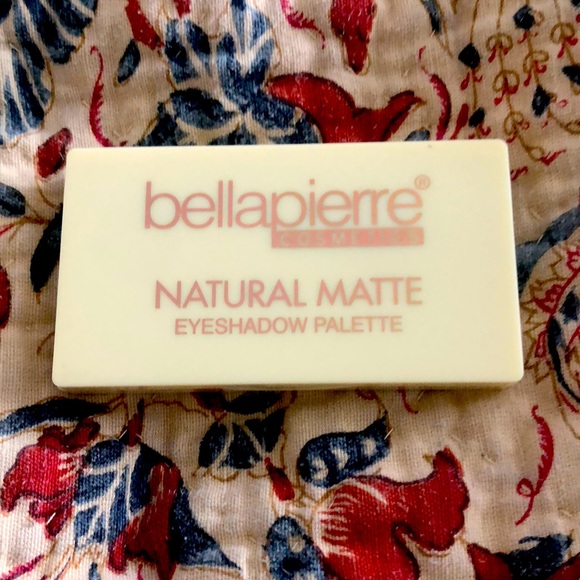 bellapierre®
COSMETICS
NATURAL MATTE
EYESHADOW PALETTE